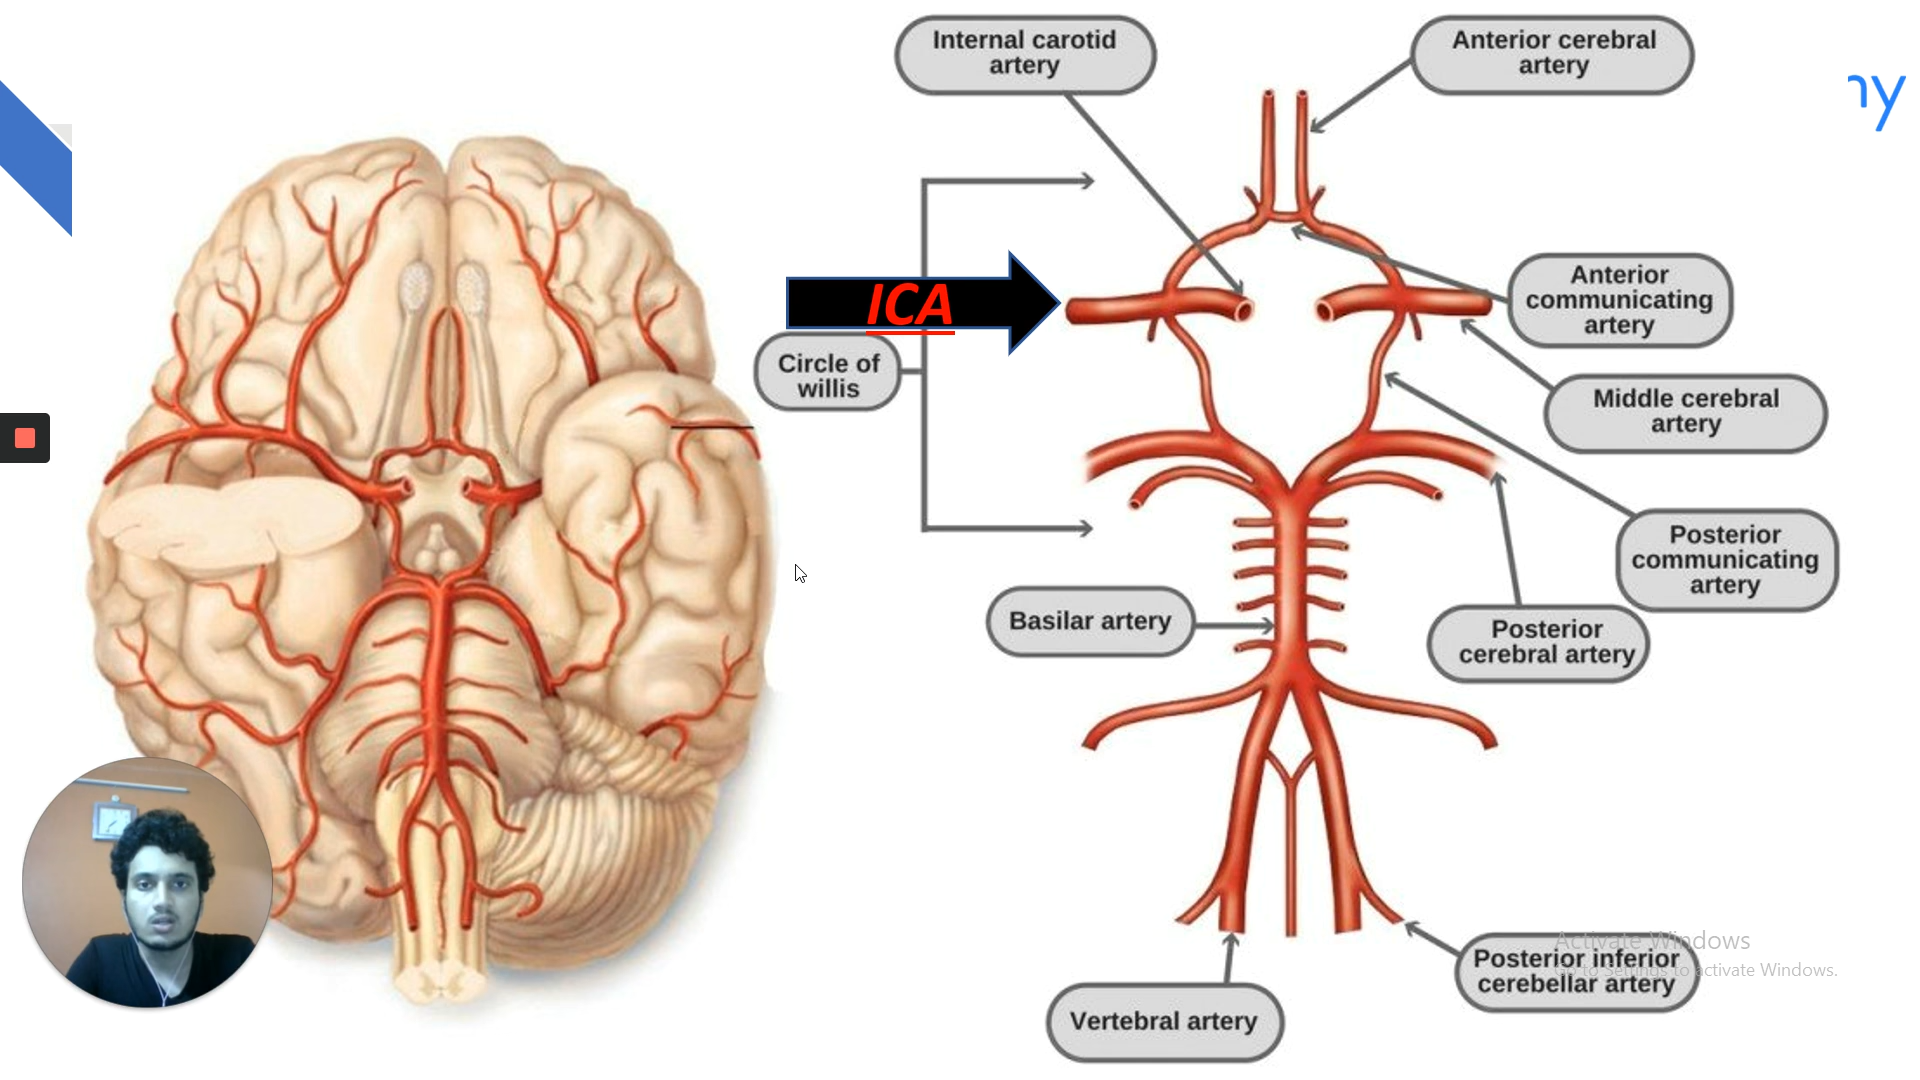 Internal carotid
artery
Anterior cerebral
artery
ny
ICA
Anterior
communicating
artery
Circle of
willis
Middle cerebral
artery
Posterior
communicating
artery
Basilar artery
Posterior
cerebral artery
Activate Windows
Go to Settings to activate Windows.
Posterior inferior
cerebellar artery
Vertebral artery